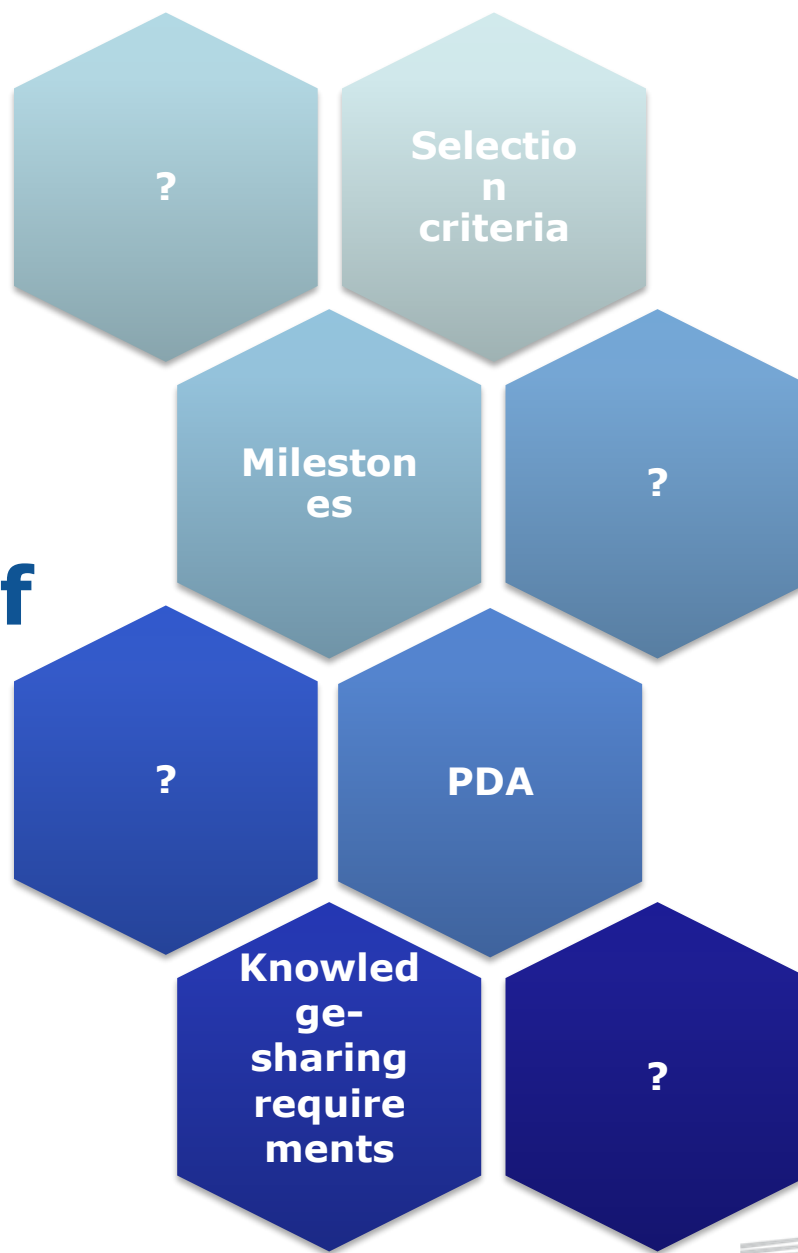 ?
Selectio
n
criteria
Mileston
es
?
f
?
PDA
Knowled
ge-
sharing
require
ments
?